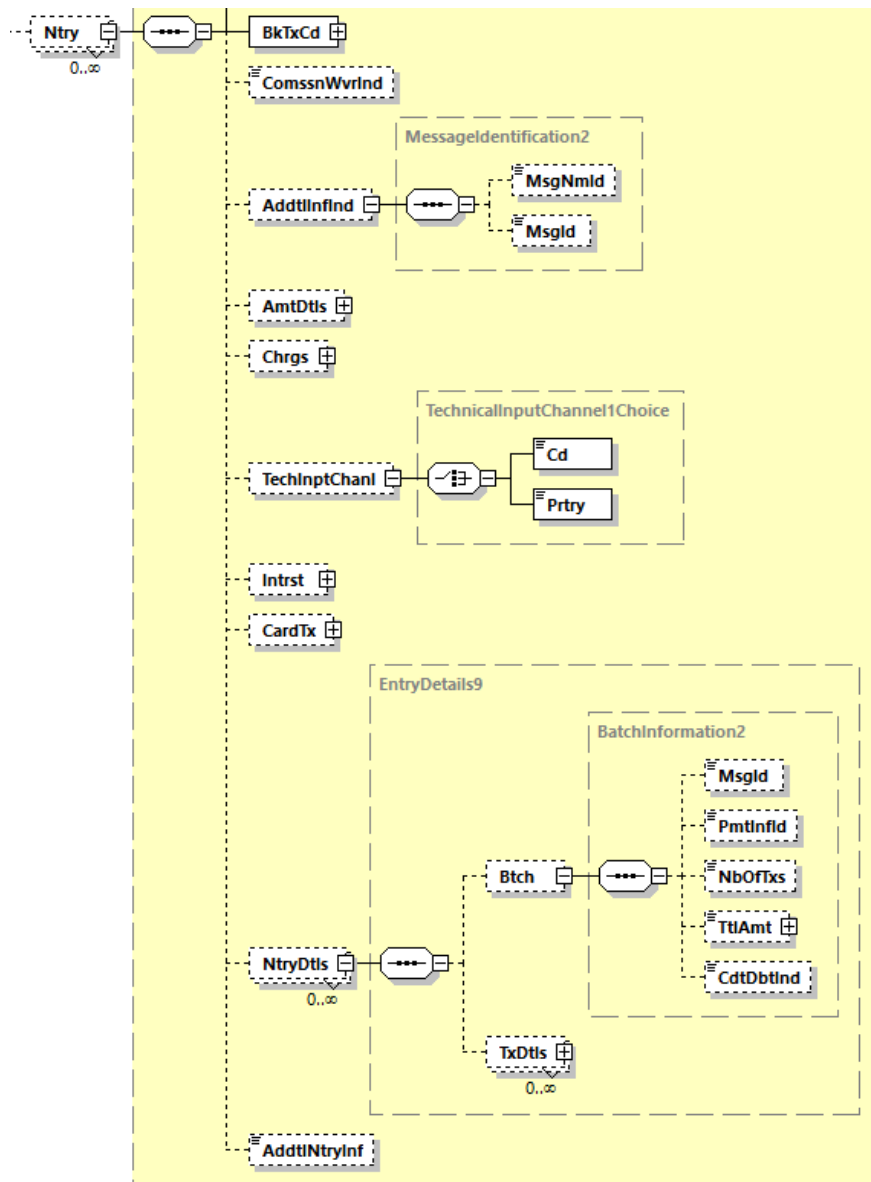 Ntry
0..∞
BkTxCd
ComssnWvrInd
MessageIdentification2
AddtlInfInd
MsgNmId
MsgId
AmtDtls
Chrgs
TechnicalInputChannel1Choice
TechInptChanl
Cd
Prtry
Intrst
CardTx
EntryDetails9
BatchInformation2
MsgId
PmtInfId
Btch
NbOfTxs
TtlAmt
NtryDtls
0..∞
CdtDbtInd
TxDtls
0..∞
AddtlNtryInf